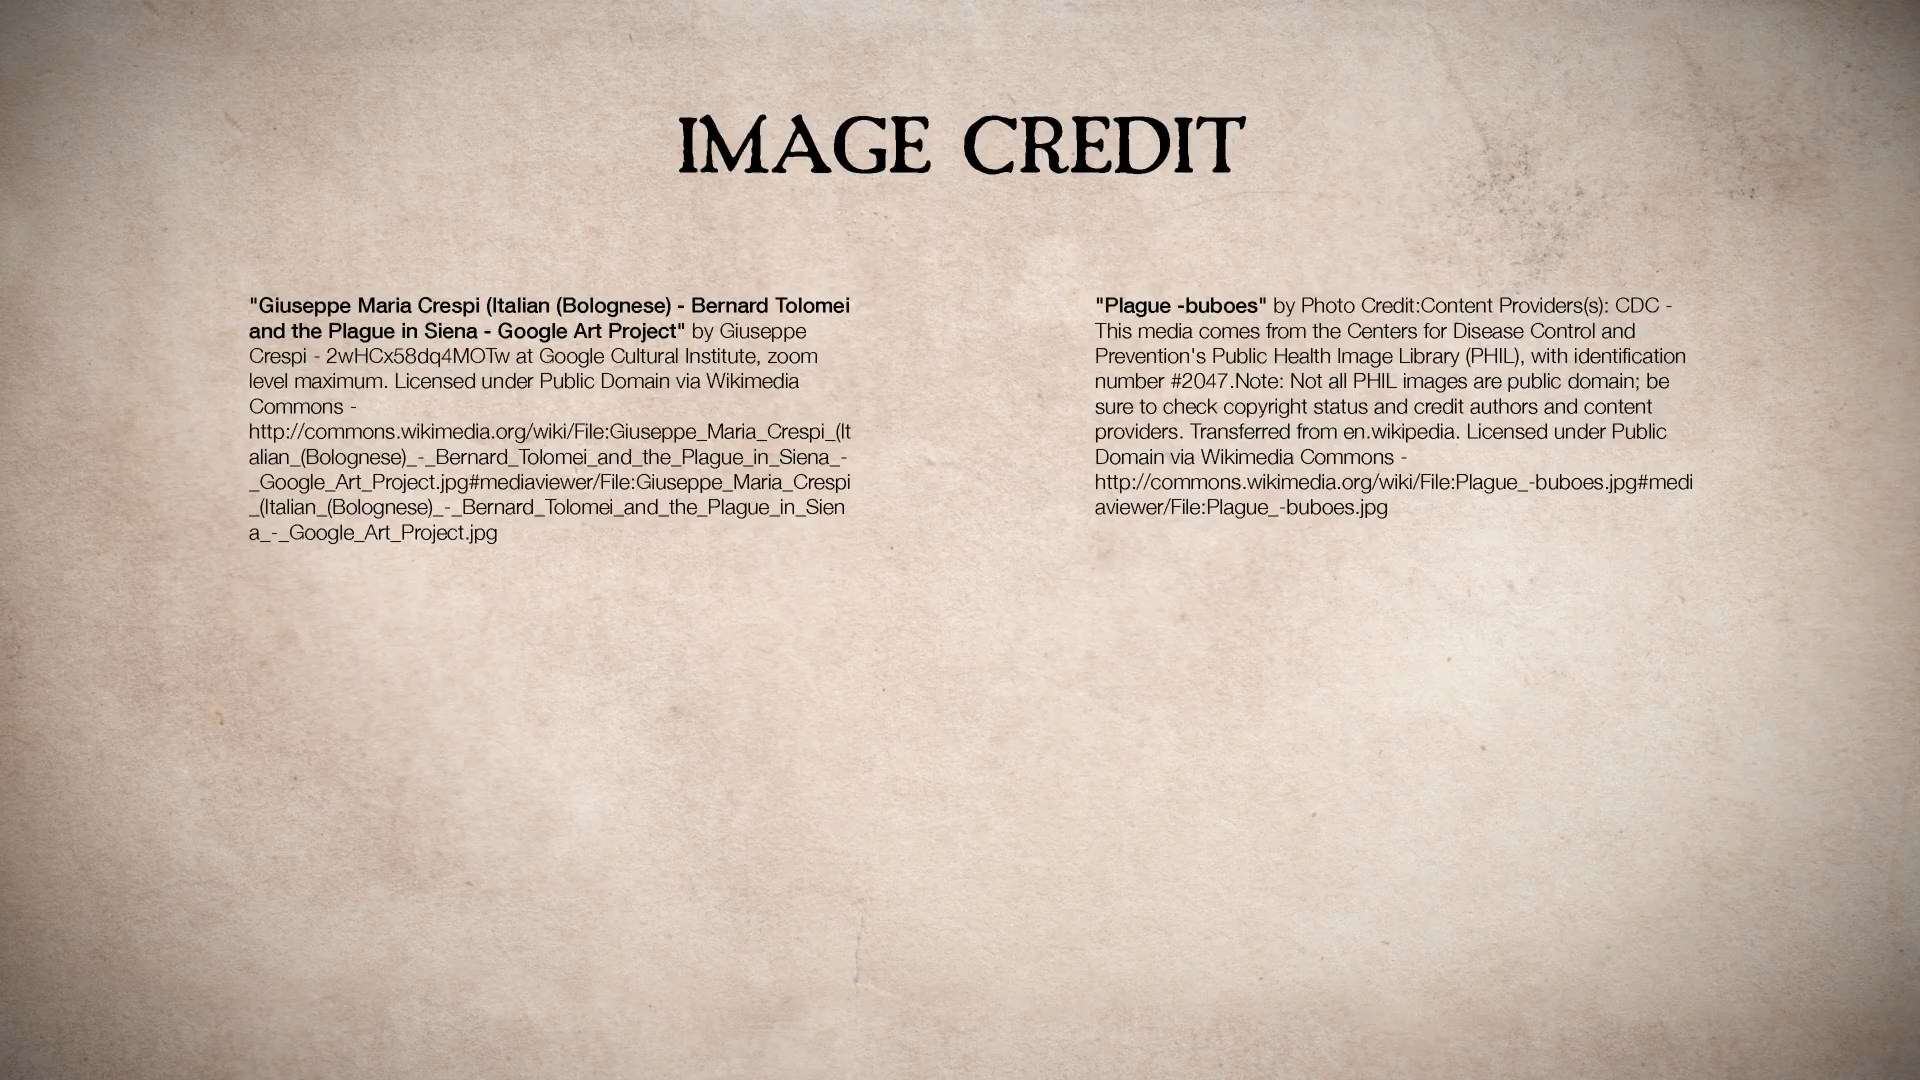 IMAGE CREDIT
"Giuseppe Maria Crespi (Italian (Bolognese) - Bernard Tolomei
and the Plague in Siena - Google Art Project" by Giuseppe
Crespi - 2wHCx58dq4MOTw at Google Cultural Institute, zoom
level maximum. Licensed under Public Domain via Wikimedia
Commons -
http://commons.wikimedia.org/wiki/File:Giuseppe_Maria_Crespi_(It
alian_(Bolognese)_-_Bernard_Tolomei_and_the_Plague_in_Siena_-
_Google_Art_Project.jpg#mediaviewer/File:Giuseppe_Maria_Crespi
_(Italian_(Bolognese)_-_Bernard_Tolomei_and_the_Plague_in_Sien
a_-_Google_Art_Project.jpg
"Plague -buboes" by Photo Credit:Content Providers(s): CDC -
This media comes from the Centers for Disease Control and
Prevention's Public Health Image Library (PHIL), with identification
number #2047.Note: Not all PHIL images are public domain; be
sure to check copyright status and credit authors and content
providers. Transferred from en.wikipedia. Licensed under Public
Domain via Wikimedia Commons -
http://commons.wikimedia.org/wiki/File:Plague_-buboes.jpg#medi
aviewer/File:Plague_-buboes.jpg